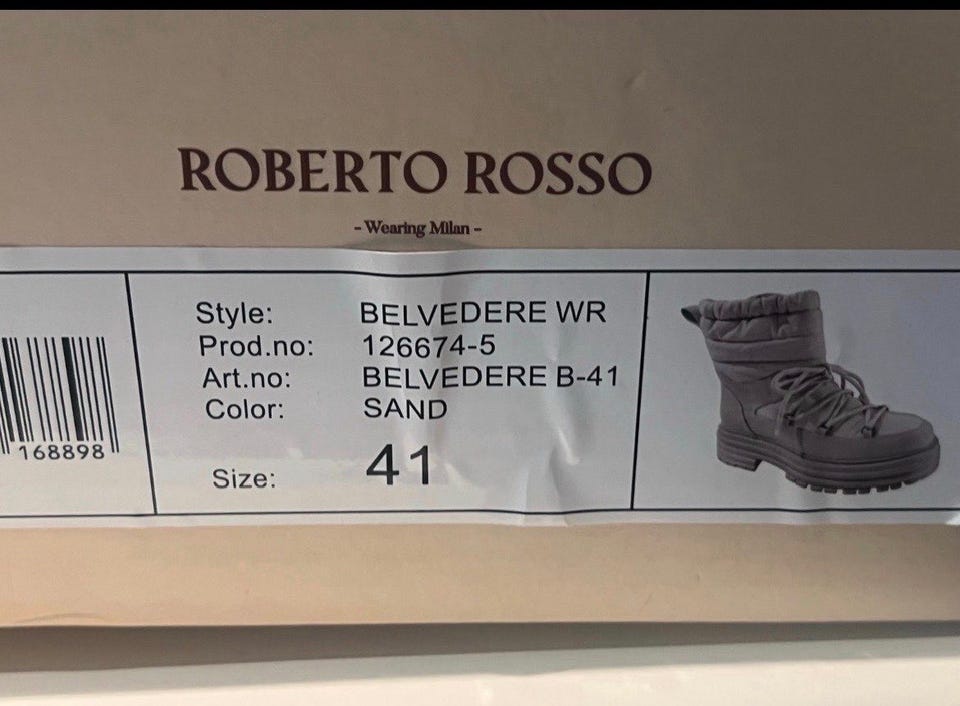 ROBERTO ROSSO
- Wearing Milan -
Style: BELVEDERE WR
Prod.no: 126674-5
Art.no: BELVEDERE B-41
Color: SAND
Size: 41
168898